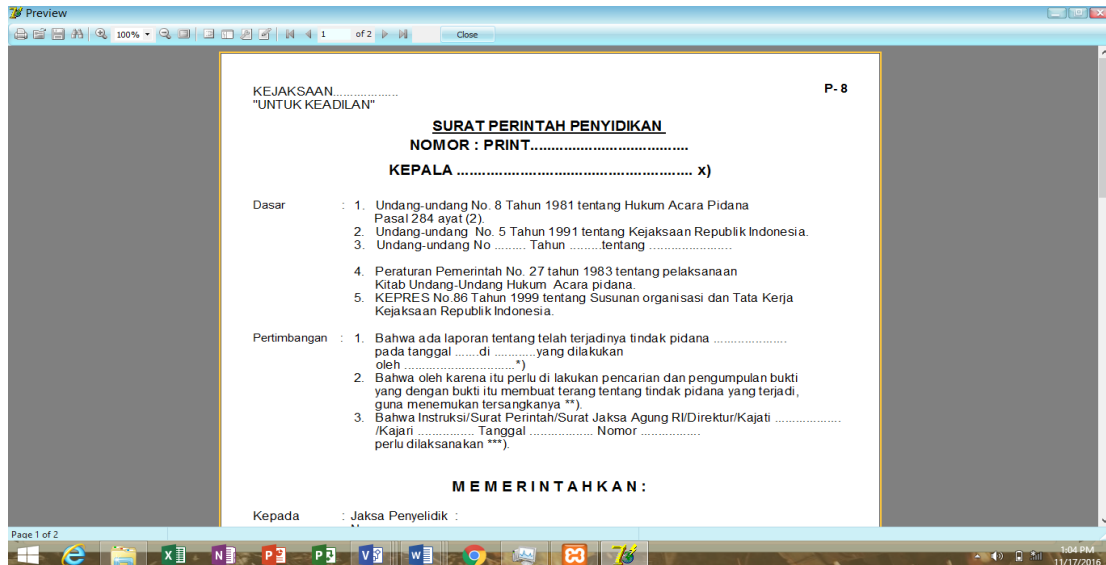 Preview
100%
1 of 2
Close
KEJAKSAAN..................
P- 8
"UNTUK KEADILAN"
SURAT PERINTAH PENYIDIKAN
NOMOR : PRINT......................................
KEPALA ........................................................ x)
Dasar : 1. Undang-undang No. 8 Tahun 1981 tentang Hukum Acara Pidana
Pasal 284 ayat (2).
2. Undang-undang No. 5 Tahun 1991 tentang Kejaksaan Republik Indonesia.
3. Undang-undang No ......... Tahun .........tentang .......................
4. Peraturan Pemerintah No. 27 tahun 1983 tentang pelaksanaan
Kitab Undang-Undang Hukum Acara pidana.
5. KEPRES No.86 Tahun 1999 tentang Susunan organisasi dan Tata Kerja
Kejaksaan Republik Indonesia.
Pertimbangan : 1. Bahwa ada laporan tentang telah terjadinya tindak pidana .....................
pada tanggal .......di ............yang dilakukan
oleh ...............................*)
2. Bahwa oleh karena itu perlu di lakukan pencarian dan pengumpulan bukti
yang dengan bukti itu membuat terang tentang tindak pidana yang terjadi,
guna menemukan tersangkanya **).
3. Bahwa Instruksi/Surat Perintah/Surat Jaksa Agung RI/Direktur/Kajati ..................
/Kajari ................ Tanggal .................. Nomor .................
perlu dilaksanakan ***).
MEMERINTAHKAN:
Kepada : Jaksa Penyelidik :
Page 1 of 2
1:04 PM
11/17/2016